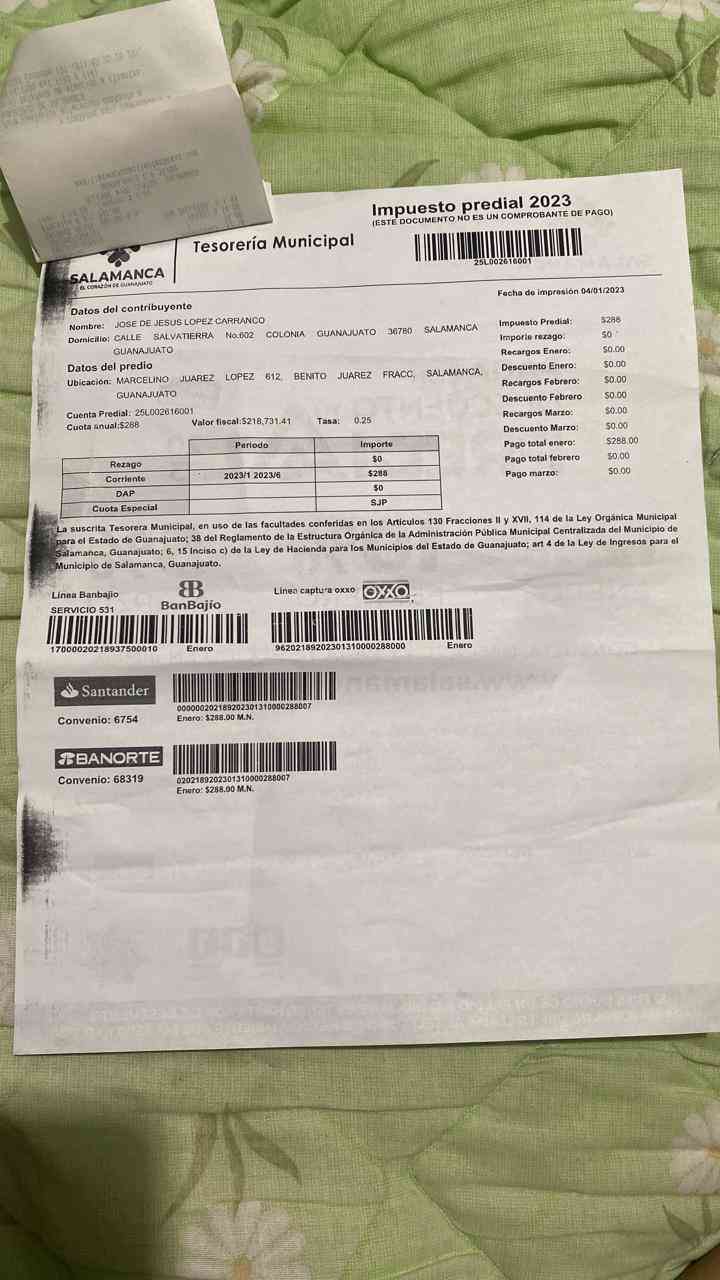 Impuesto predial 2023
(ESTE DOCUMENTO NO ES UN COMPROBANTE DE PAGO)
Tesorería Municipal
25L002616001
SALAMANCA
EL CORAZÓN DE GUANAJUATO
Fecha de impresión 04/01/2023
Datos del contribuyente
Nombre: JOSE DE JESUS LOPEZ CARRANCO
Domicilio: CALLE SALVATIERRA No.602 COLONIA GUANAJUATO 36780 SALAMANCA
GUANAJUATO
Datos del predio
Ubicación: MARCELINO JUAREZ LOPEZ 612, BENITO JUAREZ FRACC, SALAMANCA,
GUANAJUATO
Cuenta Predial: 25L002616001
Cuota anual:$288 Valor fiscal:$218,731.41 Tasa: 0.25
Impuesto Predial: $288
Importe rezago: $0
Recargos Enero: $0.00
Descuento Enero: $0.00
Recargos Febrero: $0.00
Descuento Febrero $0.00
Recargos Marzo: $0.00
Descuento Marzo: $0.00
Pago total enero: $288.00
Pago total febrero $0.00
Pago marzo: $0.00
Periodo Importe
Rezago $0
Corriente 2023/1 2023/6 $288
DAP $0
Cuota Especial SJP
La suscrita Tesorera Municipal, en uso de las facultades conferidas en los Artículos 130 Fracciones II y XVII, 114 de la Ley Orgánica Municipal
para el Estado de Guanajuato; 38 del Reglamento de la Estructura Orgánica de la Administración Pública Municipal Centralizada del Municipio de
Salamanca, Guanajuato; 6, 15 Inciso c) de la Ley de Hacienda para los Municipios del Estado de Guanajuato; art 4 de la Ley de Ingresos para el
Municipio de Salamanca, Guanajuato.
Línea Banbajio
SERVICIO 531
BanBajío
Línea captura oxxo OXXO
17000020218937500010 Enero
96202189202301310000288000 Enero
Santander
Convenio: 6754
0000002021892023013​10000288007
Enero: $288.00 M.N.
BANORTE
Convenio: 68319
020218920230131​0000288007
Enero: $288.00 M.N.